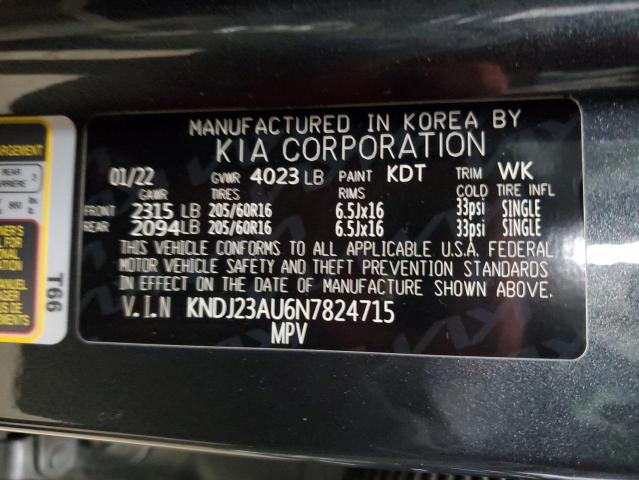 MANUFACTURED IN KOREA BY
KIA CORPORATION
01/22 GVWR 4023 LB PAINT KDT TRIM WK
GAWR TIRES RIMS COLD TIRE INFL
FRONT 2315 LB 205/60R16 6.5Jx16 33psi SINGLE
REAR 2094LB 205/60R16 6.5Jx16 33psi SINGLE
THIS VEHICLE CONFORMS TO ALL APPLICABLE U.S.A. FEDERAL
MOTOR VEHICLE SAFETY AND THEFT PREVENTION STANDARDS
IN EFFECT ON THE DATE OF MANUFACTURE SHOWN ABOVE.
V.I.N KNDJ23AU6N7824715
MPV
REAR
3
T66